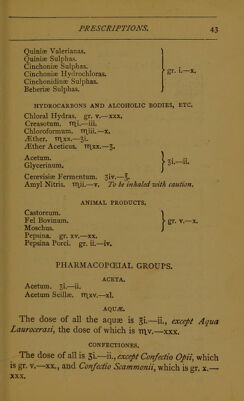 PRESCRIPTIONS. 43
Quiniæ Valerianas.
Quiniæ Sulphas.
Cinchoniæ Sulphas.
Cinchoniæ Hydrochloras.
Cinchonidinæ Sulphas.
Beberiæ Sulphas.
} gr. i.—x.
HYDROCARBONS AND ALCOHOLIC BODIES, ETC.
Chloral Hydras. gr. v.—xxx.
Creasotum. ♏i.—iii.
Chloroformum. ♏iii.—x.
Æther. ♏xx.—ʒi.
Æther Aceticus. ♏xx.—ʒ.
Acetum.
Glycerinum.
} ʒi.—ii.
Cerevisiæ Fermentum. ʒiv.—℥.
Amyl Nitris. ♏ii.—v. To be inhaled with caution.
ANIMAL PRODUCTS.
Castoreum.
Fel Bovinum.
Moschus.
} gr. v.—x.
Pepsina. gr. xv.—xx.
Pepsina Porci. gr. ii.—iv.
PHARMACOPŒIAL GROUPS.
ACETA.
Acetum. ʒi.—ii.
Acetum Scillæ. ♏xv.—xl.
AQUÆ.
The dose of all the aquæ is ℥i.—ii., except Aqua
Laurocerasi, the dose of which is ♏v.—xxx.
CONFECTIONES.
The dose of all is ʒi.—ii., except Confectio Opii, which
is gr. v.—xx., and Confectio Scammonii, which is gr. x.—
xxx.